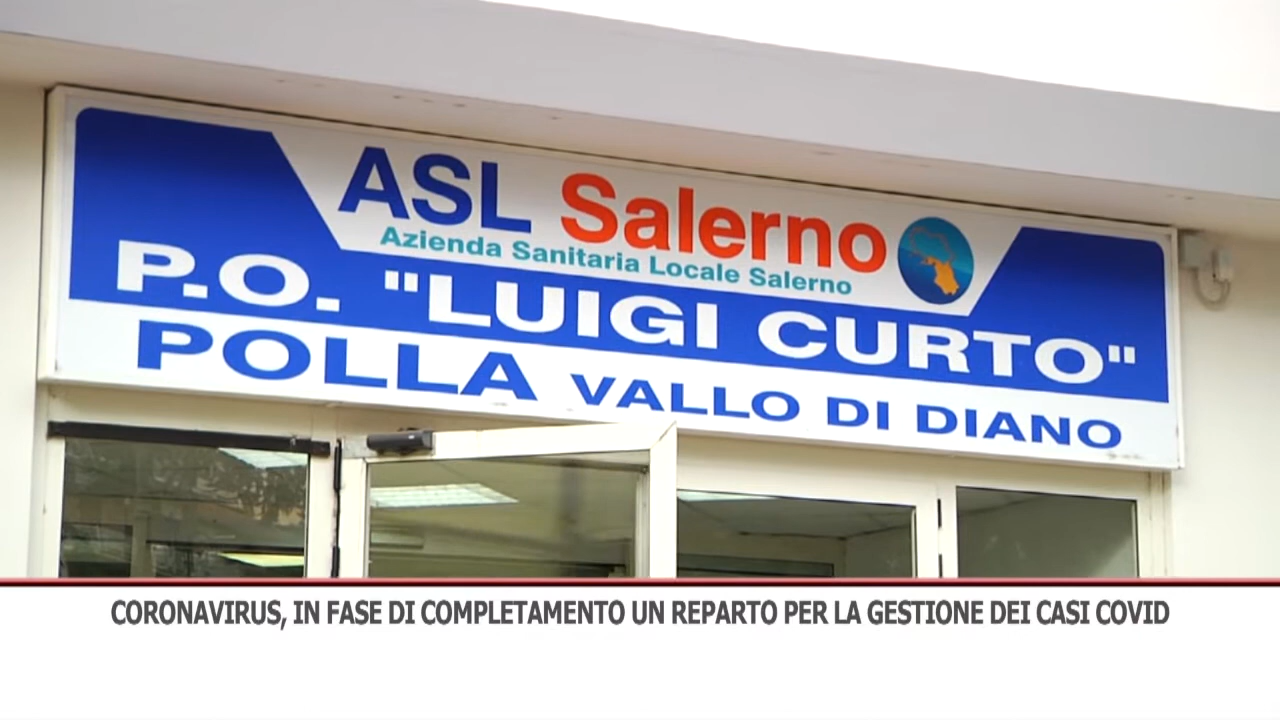 ASL Salerno
Azienda Sanitaria Locale Salerno
P.O. "LUIGI CURTO"
POLLA VALLO DI DIANO
CORONAVIRUS, IN FASE DI COMPLETAMENTO UN REPARTO PER LA GESTIONE DEI CASI COVID